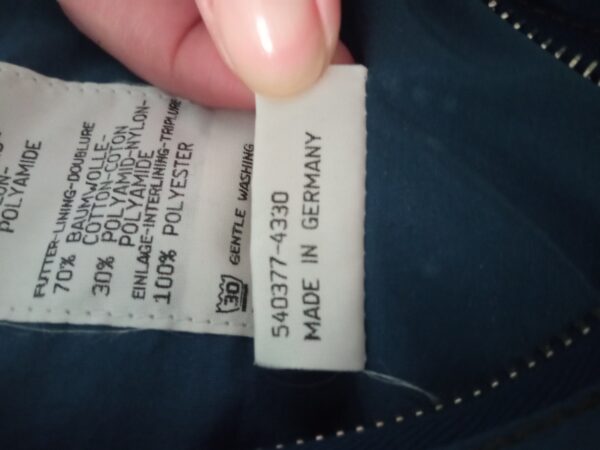 POLYAMIDE
FUTTER-LINING-DOUBLURE
70% BAUMWOLLE-
COTTON-COTON
30% POLYAMID-NYLON-
POLYAMIDE
EINLAGE-INTERLINING-TRIPLURE
100% POLYESTER
30 GENTLE WASHING
540377-4330
MADE IN GERMANY